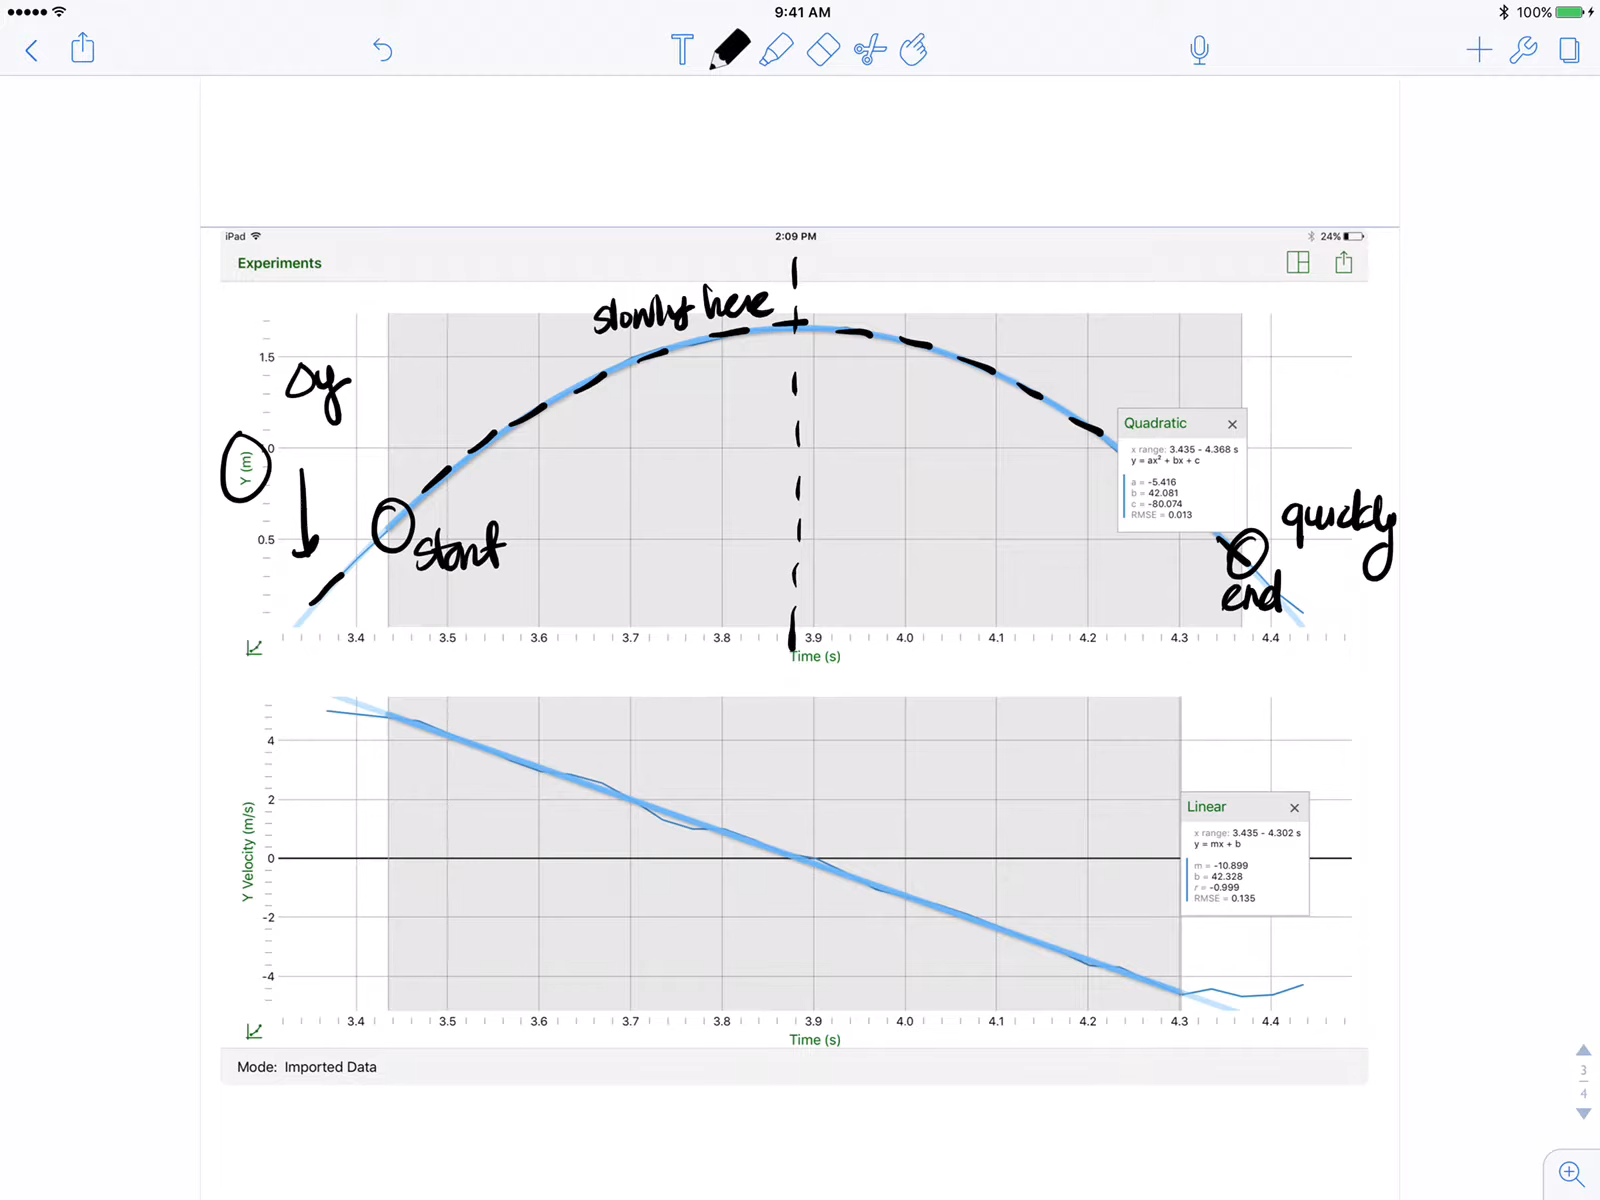 9:41 AM
100%
T
iPad
2:09 PM
24%
Experiments
slowly here
1.5
Δy
Quadratic
x range: 3.435 - 4.368 s
y = ax² + bx + c
a = -5.416
b = 42.081
c = -80.074
RMSE = 0.013
Y (m)
.0
quickly
start
0.5
end
3.4 3.5 3.6 3.7 3.8 3.9 4.0 4.1 4.2 4.3 4.4
Time (s)
4
2
0
-2
-4
Y Velocity (m/s)
Linear
x range: 3.435 - 4.302 s
y = mx + b
m = -10.899
b = 42.328
r = -0.999
RMSE = 0.135
3.4 3.5 3.6 3.7 3.8 3.9 4.0 4.1 4.2 4.3 4.4
Time (s)
Mode: Imported Data
3
4